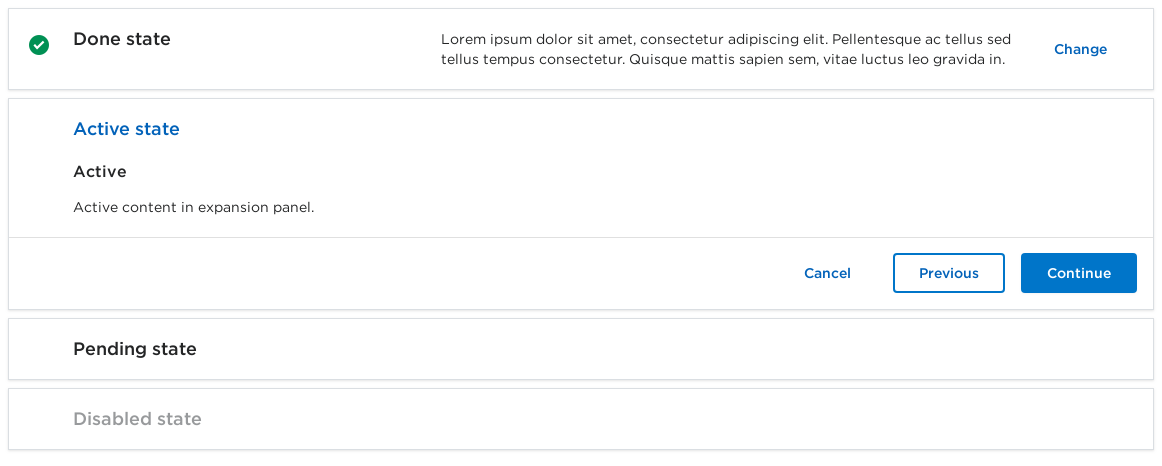 Done state
Lorem ipsum dolor sit amet, consectetur adipiscing elit. Pellentesque ac tellus sed
tellus tempus consectetur. Quisque mattis sapien sem, vitae luctus leo gravida in.
Change
Active state
Active
Active content in expansion panel.
Cancel
Previous
Continue
Pending state
Disabled state